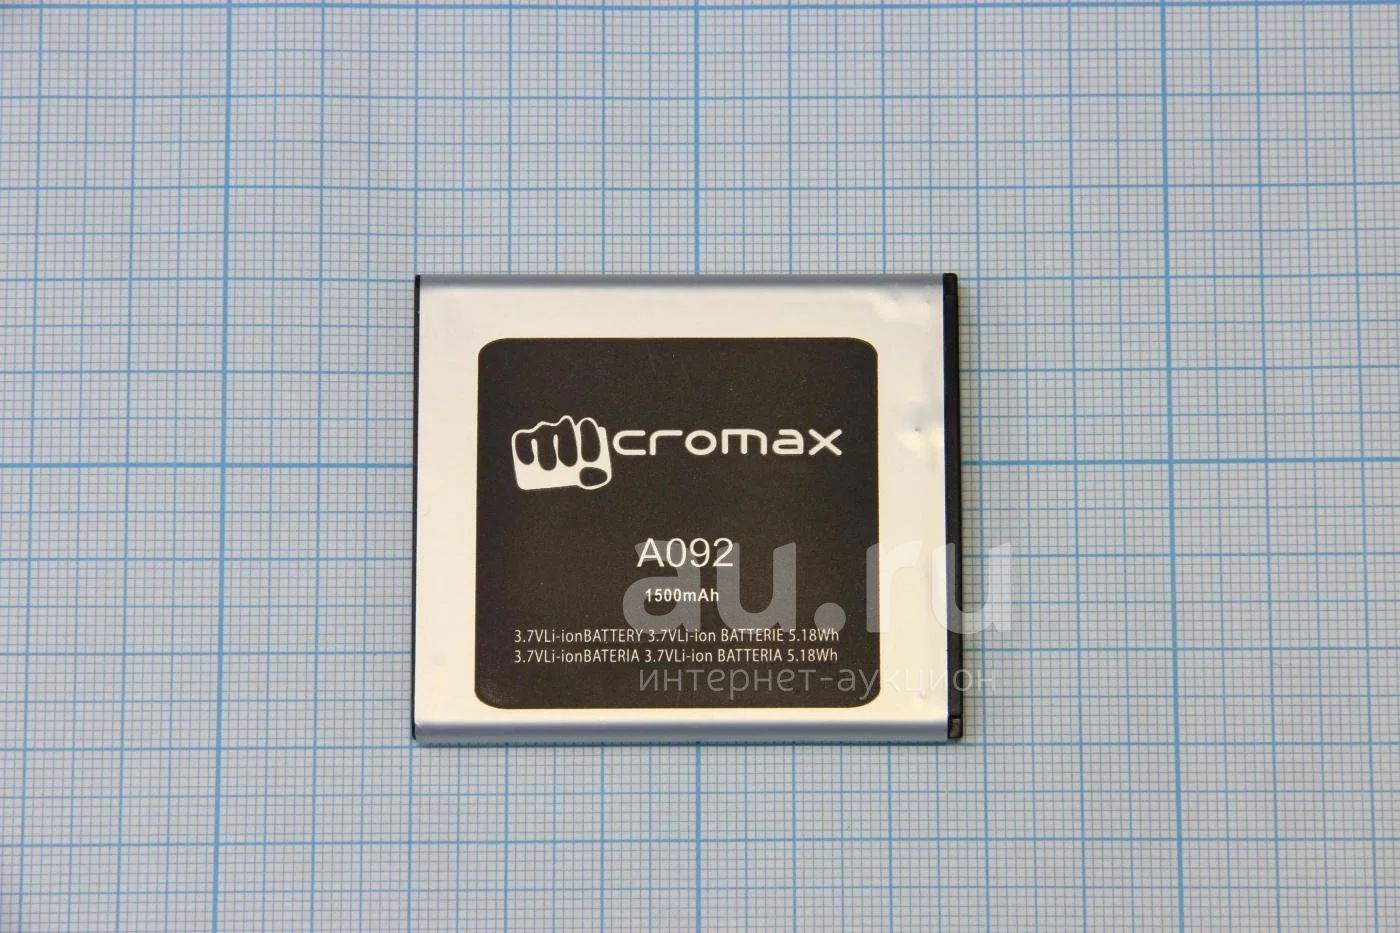 micromax
A092
1500mAh
3.7VLi-ionBATTERY 3.7VLi-ion BATTERIE 5.18Wh
3.7VLi-ionBATERIA 3.7VLi-ion BATTERIA 5.18Wh
au.ru
интернет-аукцион